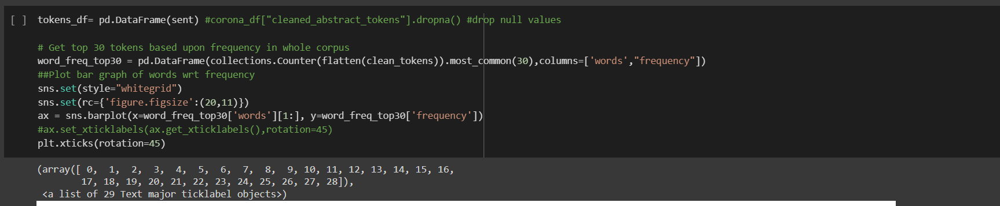 [ ] tokens_df= pd.DataFrame(sent) #corona_df["cleaned_abstract_tokens"].dropna() #drop null values
# Get top 30 tokens based upon frequency in whole corpus
word_freq_top30 = pd.DataFrame(collections.Counter(flatten(clean_tokens)).most_common(30),columns=['words',"frequency"])
##Plot bar graph of words wrt frequency
sns.set(style="whitegrid")
sns.set(rc={'figure.figsize':(20,11)})
ax = sns.barplot(x=word_freq_top30['words'][1:], y=word_freq_top30['frequency'])
#ax.set_xticklabels(ax.get_xticklabels(),rotation=45)
plt.xticks(rotation=45)
(array([ 0,  1,  2,  3,  4,  5,  6,  7,  8,  9, 10, 11, 12, 13, 14, 15, 16,
17, 18, 19, 20, 21, 22, 23, 24, 25, 26, 27, 28]),
<a list of 29 Text major ticklabel objects>)